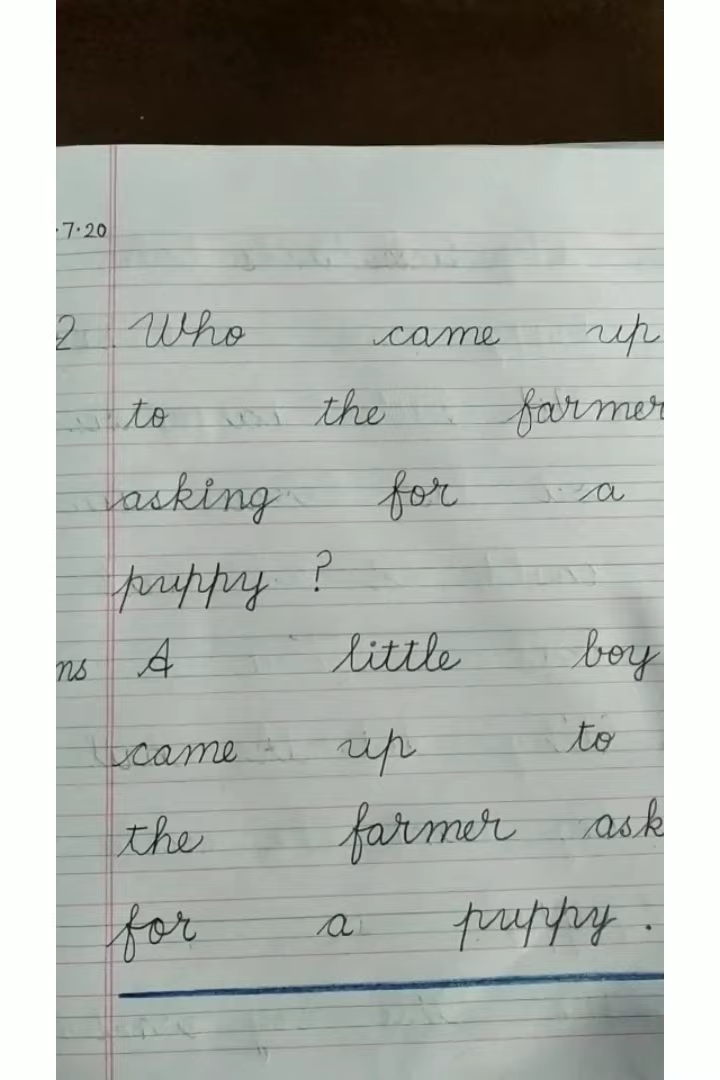 .7.20
2. Who came up
to the farmer
asking for a
puppy ?
ns A little boy
came up to
the farmer ask
for a puppy .